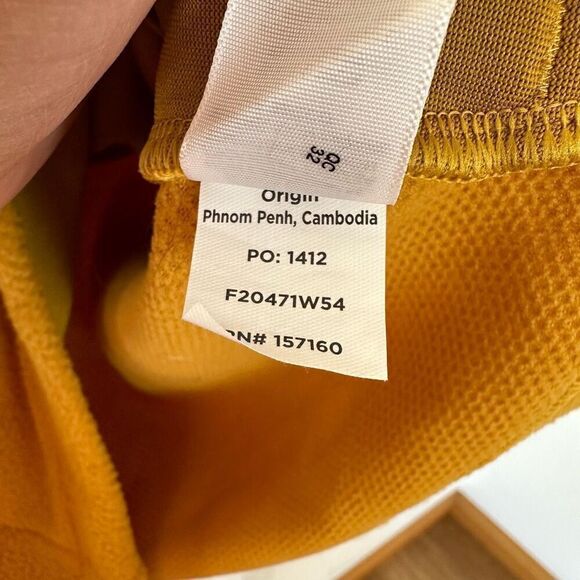 QC
32
Origin
Phnom Penh, Cambodia
PO: 1412
F20471W54
RN# 157160